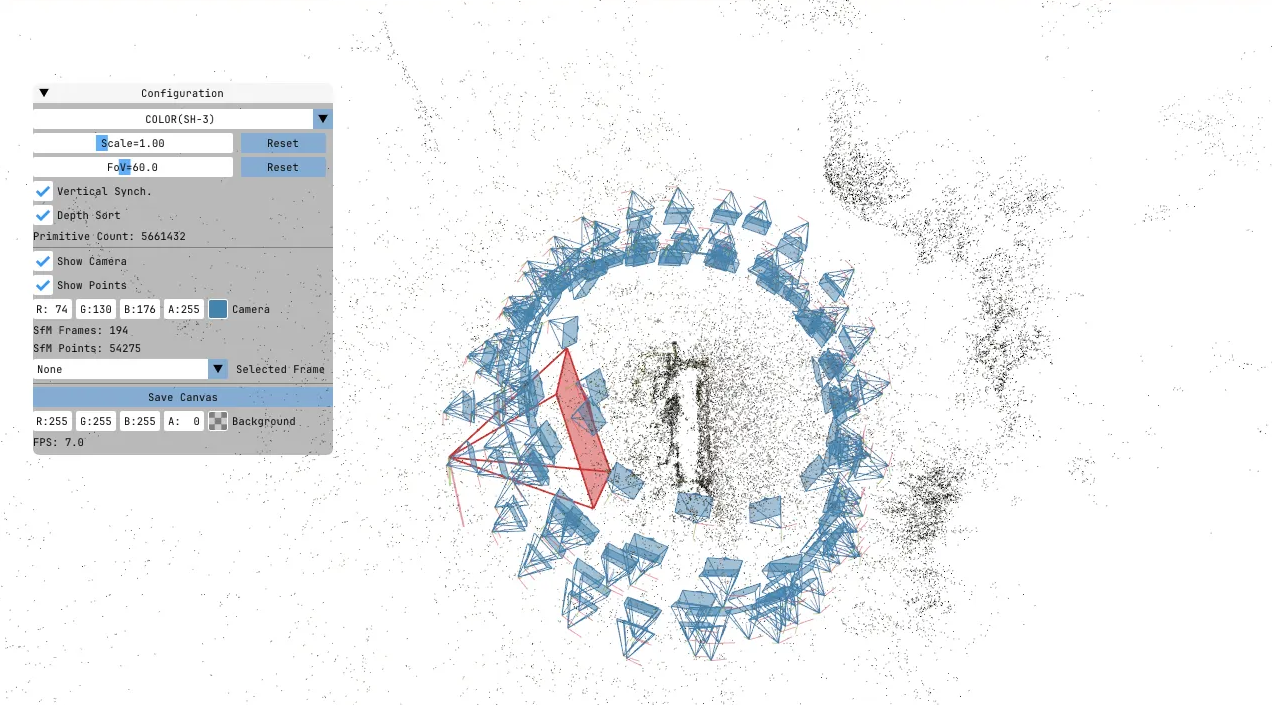 Configuration
COLOR(SH-3)
Scale=1.00 Reset
FoV=60.0 Reset
Vertical Synch.
Depth Sort
Primitive Count: 5661432
Show Camera
Show Points
R: 74 G:130 B:176 A:255 Camera
SfM Frames: 194
SfM Points: 54275
None Selected Frame
Save Canvas
R:255 G:255 B:255 A: 0 Background
FPS: 7.0